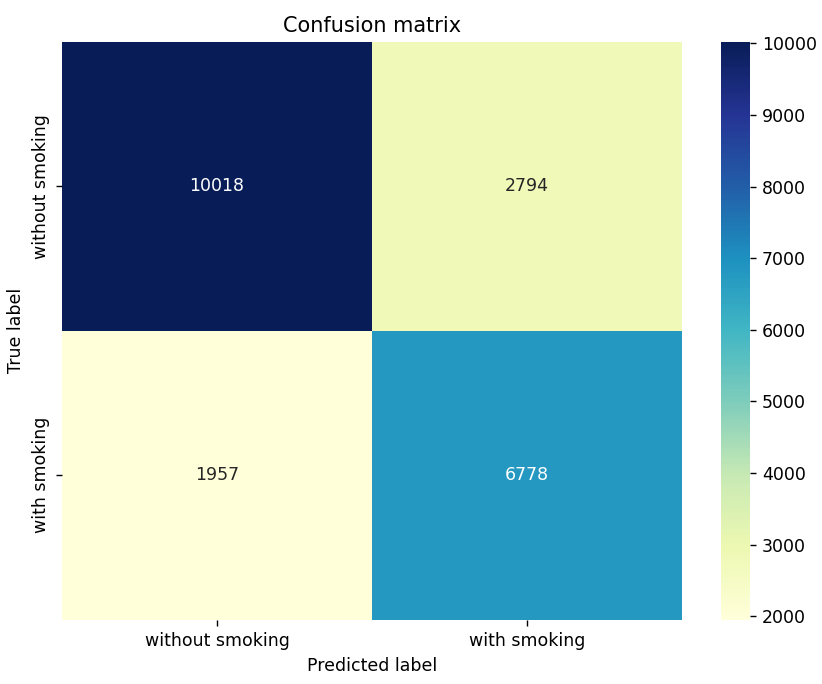 Confusion matrix
without smoking
with smoking
True label
10018
2794
1957
6778
without smoking
with smoking
Predicted label
10000
9000
8000
7000
6000
5000
4000
3000
2000